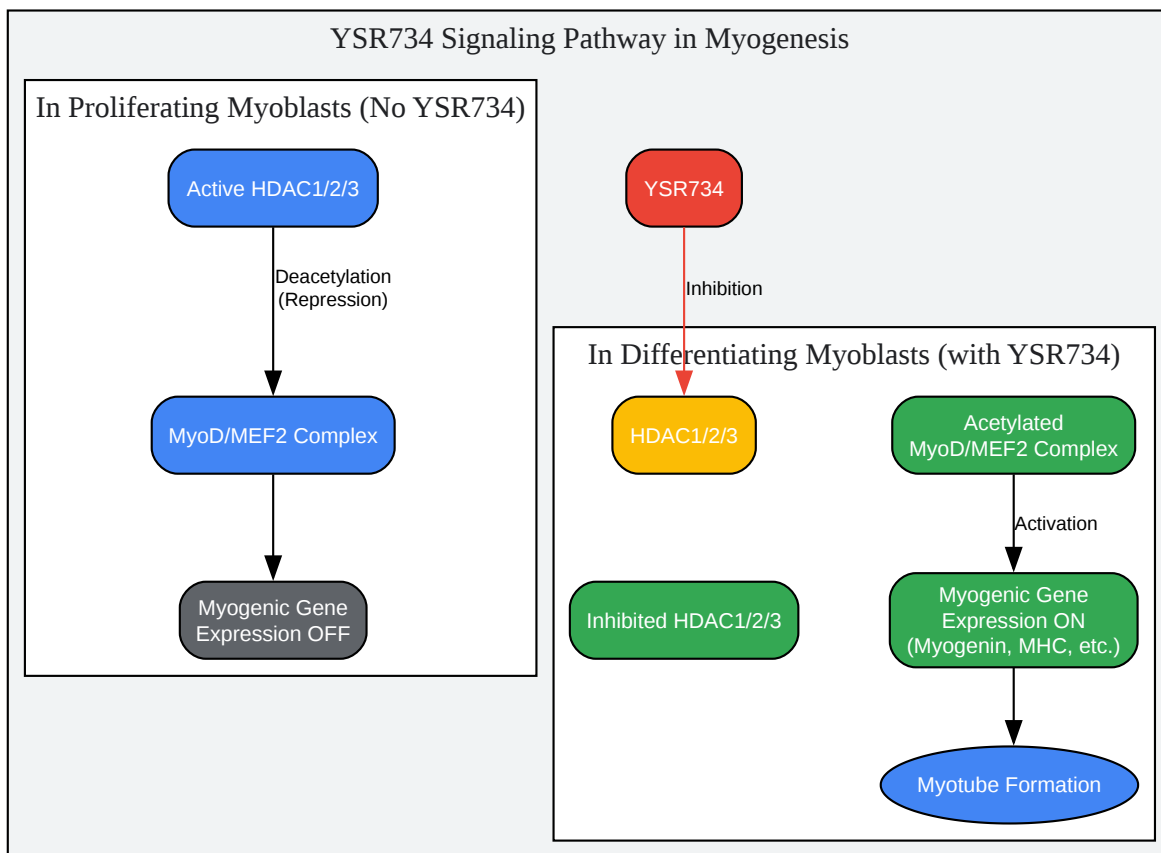 YSR734 Signaling Pathway in Myogenesis
In Proliferating Myoblasts (No YSR734)
Active HDAC1/2/3
Deacetylation
(Repression)
MyoD/MEF2 Complex
Myogenic Gene
Expression OFF
YSR734
Inhibition
In Differentiating Myoblasts (with YSR734)
HDAC1/2/3
Inhibited HDAC1/2/3
Acetylated
MyoD/MEF2 Complex
Activation
Myogenic Gene
Expression ON
(Myogenin, MHC, etc.)
Myotube Formation